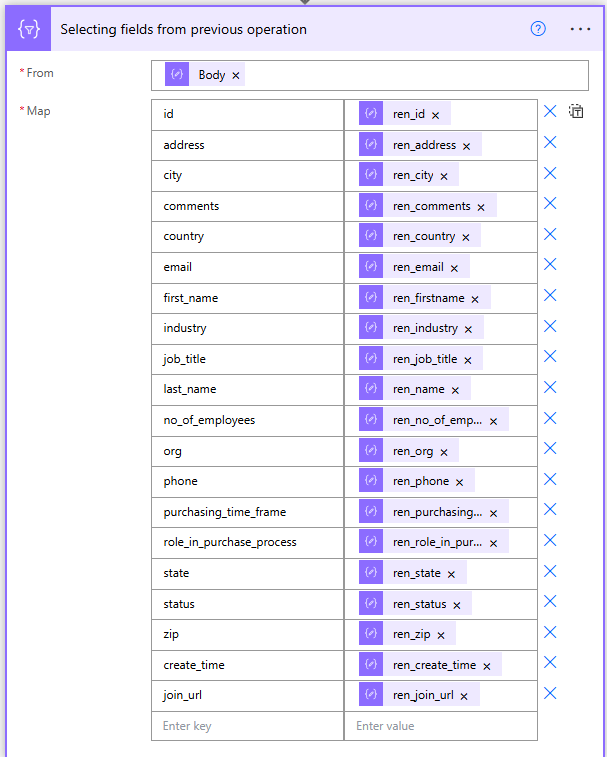 Selecting fields from previous operation
* From Body
* Map
id ren_id
address ren_address
city ren_city
comments ren_comments
country ren_country
email ren_email
first_name ren_firstname
industry ren_industry
job_title ren_job_title
last_name ren_name
no_of_employees ren_no_of_emp...
org ren_org
phone ren_phone
purchasing_time_frame ren_purchasing...
role_in_purchase_process ren_role_in_pur...
state ren_state
status ren_status
zip ren_zip
create_time ren_create_time
join_url ren_join_url
Enter key Enter value